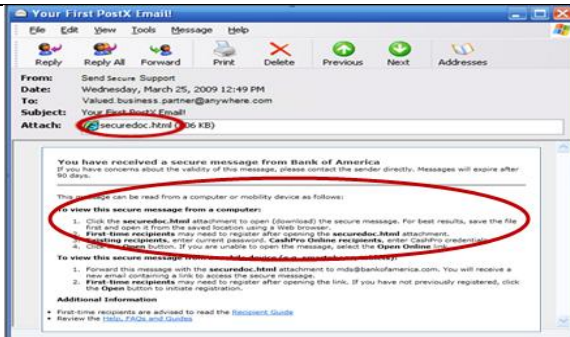 Your First PostX Email!
File Edit View Tools Message Help
Reply Reply All Forward Print Delete Previous Next Addresses
From: Send Secure Support
Date: Wednesday, March 25, 2009 12:49 PM
To: Valued.business.partner@anywhere.com
Subject: Your First PostX Email!
Attach: securedoc.html KB)
You have received a secure message from Bank of America
If you have concerns about the validity of this message, please contact the sender directly. Messages will expire after
90 days.
This message can be read from a computer or mobility device as follows:
To view this secure message from a computer:
1. Click the securedoc.html attachment to open (download) the secure message. For best results, save the file
first and open it from the saved location using a Web browser.
2. First-time recipients may need to register after opening the securedoc.html attachment.
3. Existing recipients, enter current password. CashPro Online recipients, enter CashPro credentials.
4. Click the Open button. If you are unable to open the message, select the Open Online link.
To view this secure message from
1. Forward this message with the securedoc.html attachment to mds@bankofamerica.com. You will receive a
new email containing a link to access the secure message.
2. First-time recipients may need to register after opening the link. If you have not previously registered, click
the Open button to initiate registration.
Additional Information
• First-time recipients are advised to read the Recipient Guide
• Review the Help, FAQs and Guides